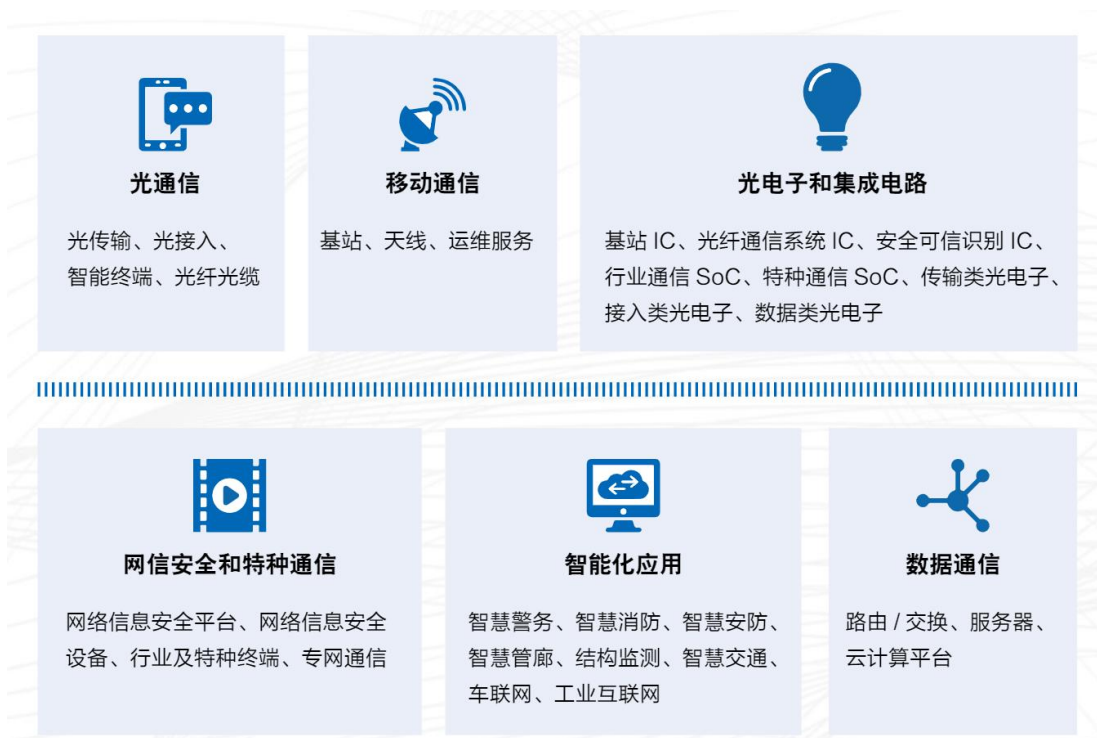 光通信
光传输、光接入、
智能终端、光纤光缆
移动通信
基站、天线、运维服务
光电子和集成电路
基站 IC、光纤通信系统 IC、安全可信识别 IC、
行业通信 SoC、特种通信 SoC、传输类光电子、
接入类光电子、数据类光电子
网信安全和特种通信
网络信息安全平台、网络信息安全
设备、行业及特种终端、专网通信
智能化应用
智慧警务、智慧消防、智慧安防、
智慧管廊、结构监测、智慧交通、
车联网、工业互联网
数据通信
路由 / 交换、服务器、
云计算平台